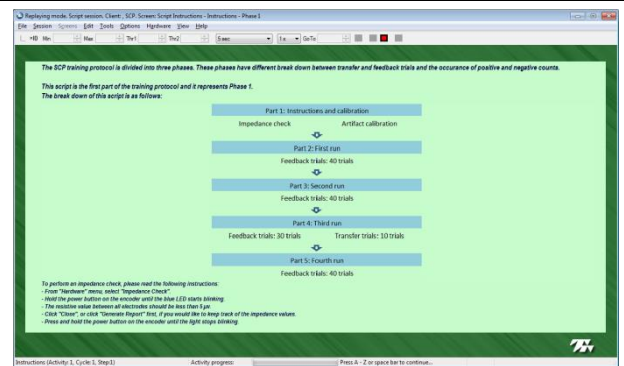 Replaying mode. Script session. Client: , SCP. Screen: Script Instructions - Instructions - Phase 1
File Session Screens Edit Tools Options Hardware View Help
Min Max Thr1 Thr2 5 sec 1 s GoTo
The SCP training protocol is divided into three phases. These phases have different break down between transfer and feedback trials and the occurance of positive and negative counts.
This script is the first part of the training protocol and it represents Phase 1.
The break down of this script is as follows:
Part 1: Instructions and calibration
Impedance check Artifact calibration
Part 2: First run
Feedback trials: 40 trials
Part 3: Second run
Feedback trials: 40 trials
Part 4: Third run
Feedback trials: 30 trials Transfer trials: 10 trials
Part 5: Fourth run
Feedback trials: 40 trials
To perform an impedance check, please read the following instructions:
- From "Hardware" menu, select "Impedance Check".
- Hold the power button on the encoder until the blue LED starts blinking.
- The resistive value between all electrodes should be less than 5
- Click "Close", or click "Generate Report" first, if you would like to keep track of the impedance values.
- Press and hold the power button on the encoder until the light stops blinking.
Instructions (Activity: 1, Cycle: 1, Step:1) Activity progress: Press A - Z or space bar to continue...